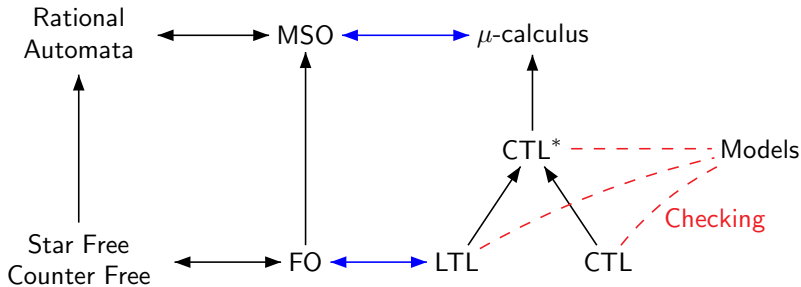 Rational
Automata
MSO
μ-calculus
CTL*
Models
Checking
Star Free
Counter Free
FO
LTL
CTL